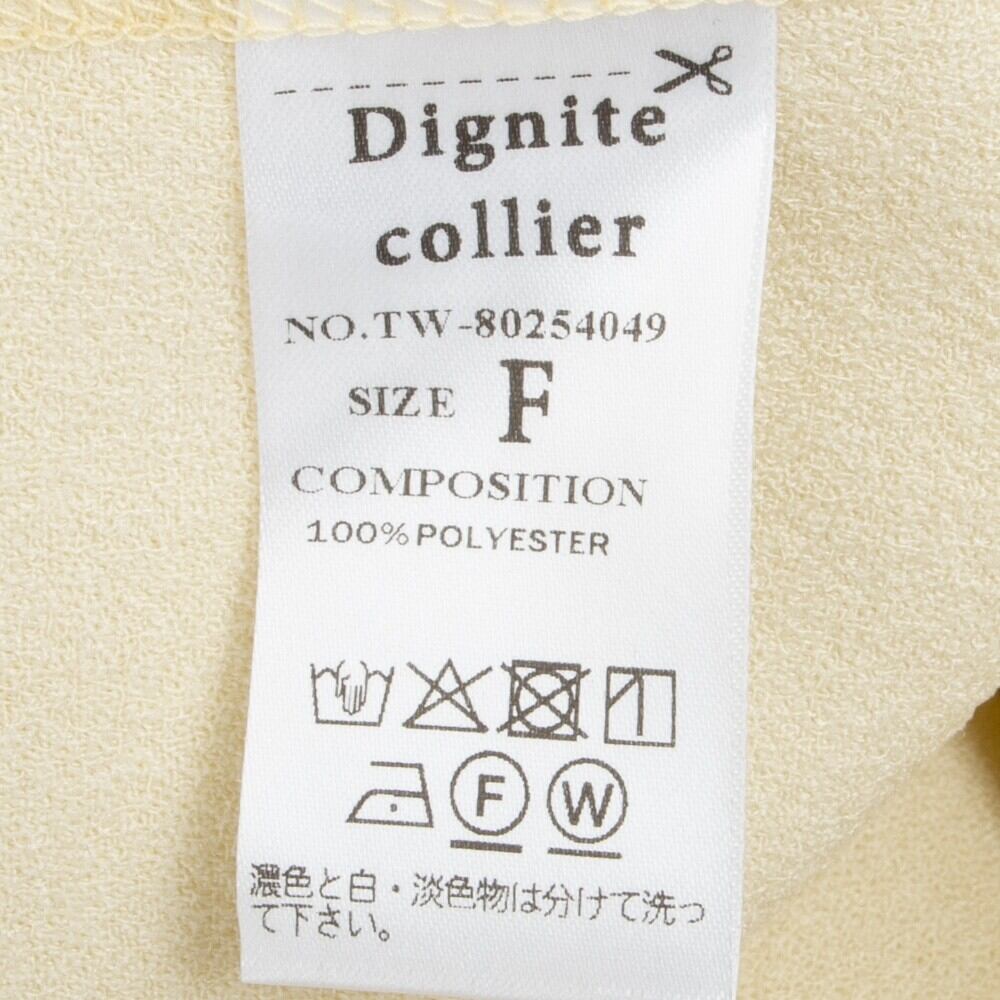 Dignite
collier
NO.TW-80254049
SIZE F
COMPOSITION
100%POLYESTER
F W
濃色と白・淡色物は分けて洗っ
て下さい。